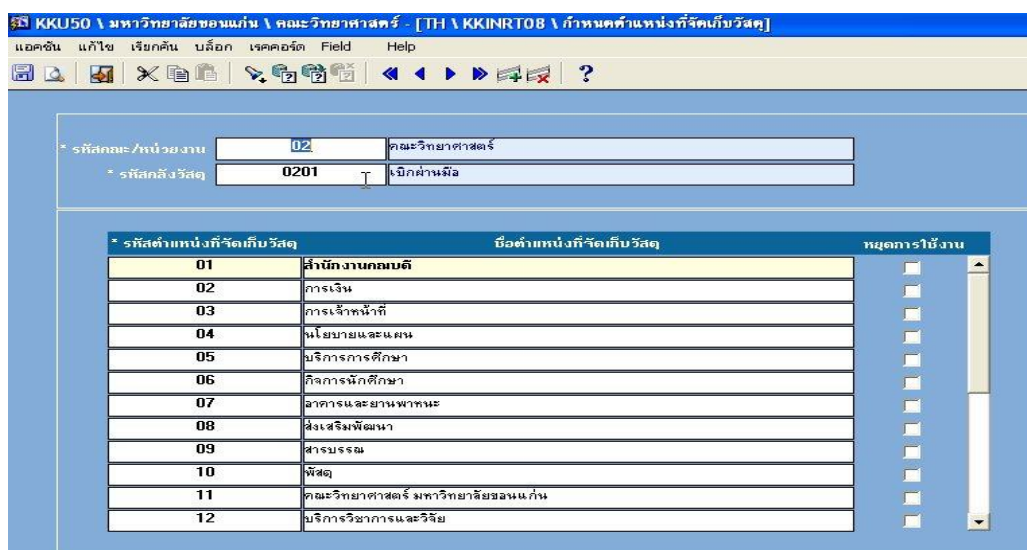 KKU50 \ มหาวิทยาลัยขอนแก่น \ คณะวิทยาศาสตร์ - [TH \ KKINRT08 \ กำหนดตำแหน่งที่จัดเก็บวัสดุ]
แอคชัน แก้ไข เรียกค้น บล็อก เรคคอร์ด Field Help
* รหัสคณะ/หน่วยงาน 02 คณะวิทยาศาสตร์
* รหัสคลังวัสดุ 0201 เบิกผ่านมือ
* รหัสตำแหน่งที่จัดเก็บวัสดุ ชื่อตำแหน่งที่จัดเก็บวัสดุ หยุดการใช้งาน
01 สำนักงานคณบดี
02 การเงิน
03 การเจ้าหน้าที่
04 นโยบายและแผน
05 บริการการศึกษา
06 กิจการนักศึกษา
07 อาคารและยานพาหนะ
08 ส่งเสริมพัฒนา
09 สารบรรณ
10 พัสดุ
11 คณะวิทยาศาสตร์ มหาวิทยาลัยขอนแก่น
12 บริการวิชาการและวิจัย